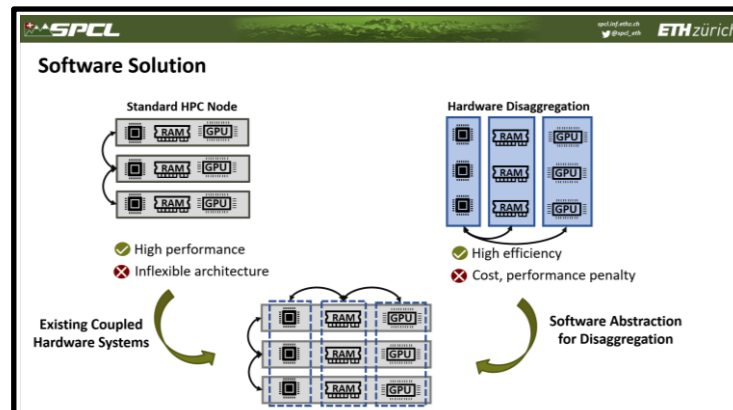 SPCL
spcl.inf.ethz.ch
@spcl_eth
ETH zürich
Software Solution
Standard HPC Node
RAM GPU
RAM GPU
RAM GPU
High performance
Inflexible architecture
Hardware Disaggregation
RAM GPU
RAM GPU
RAM GPU
High efficiency
Cost, performance penalty
Existing Coupled
Hardware Systems
RAM GPU
RAM GPU
RAM GPU
Software Abstraction
for Disaggregation